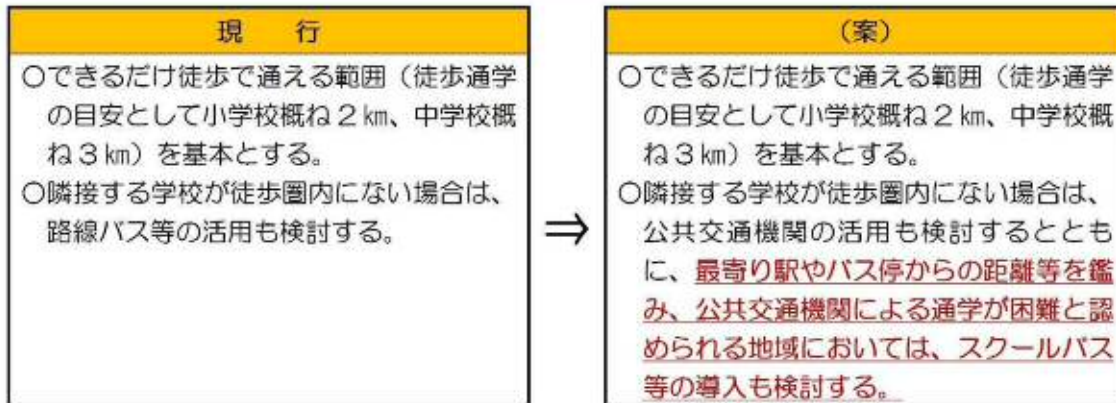 現　行
〇できるだけ徒歩で通える範囲（徒歩通学
の目安として小学校概ね２㎞、中学校概
ね３㎞）を基本とする。
〇隣接する学校が徒歩圏内にない場合は、
路線バス等の活用も検討する。
⇒
（案）
〇できるだけ徒歩で通える範囲（徒歩通学
の目安として小学校概ね２㎞、中学校概
ね３㎞）を基本とする。
〇隣接する学校が徒歩圏内にない場合は、
公共交通機関の活用も検討するととも
に、最寄り駅やバス停からの距離等を鑑
み、公共交通機関による通学が困難と認
められる地域においては、スクールバス
等の導入も検討する。